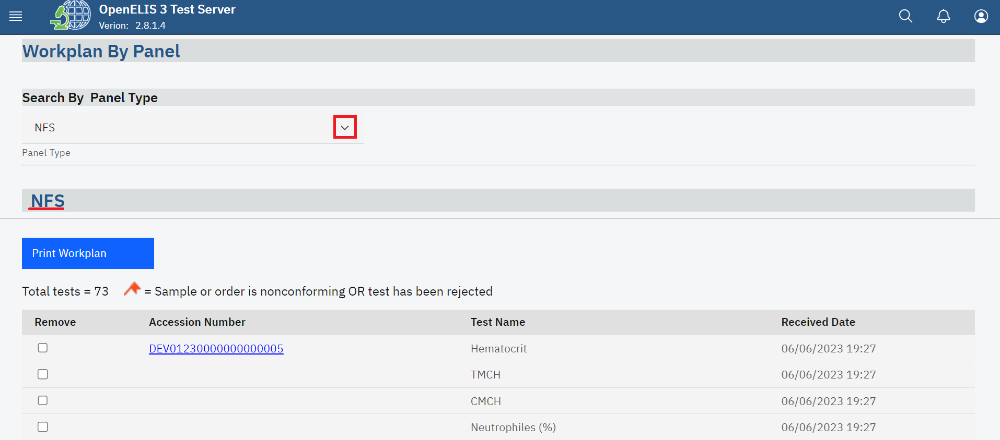 OpenELIS 3 Test Server
Verion: 2.8.1.4
Workplan By Panel
Search By Panel Type
NFS
Panel Type
NFS
Print Workplan
Total tests = 73 = Sample or order is nonconforming OR test has been rejected
Remove Accession Number Test Name Received Date
DEV01230000000000005 Hematocrit 06/06/2023 19:27
TMCH 06/06/2023 19:27
CMCH 06/06/2023 19:27
Neutrophiles (%) 06/06/2023 19:27